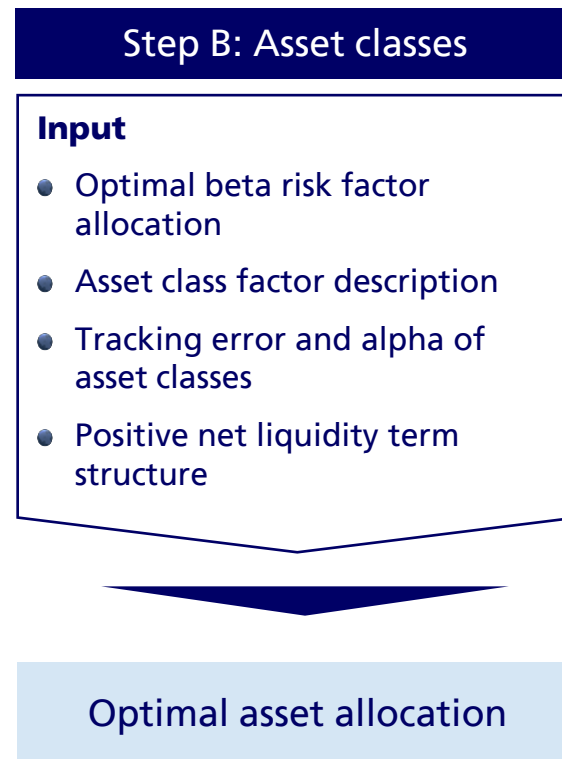 Step B: Asset classes
Input
Optimal beta risk factor
allocation
Asset class factor description
Tracking error and alpha of
asset classes
Positive net liquidity term
structure
Optimal asset allocation